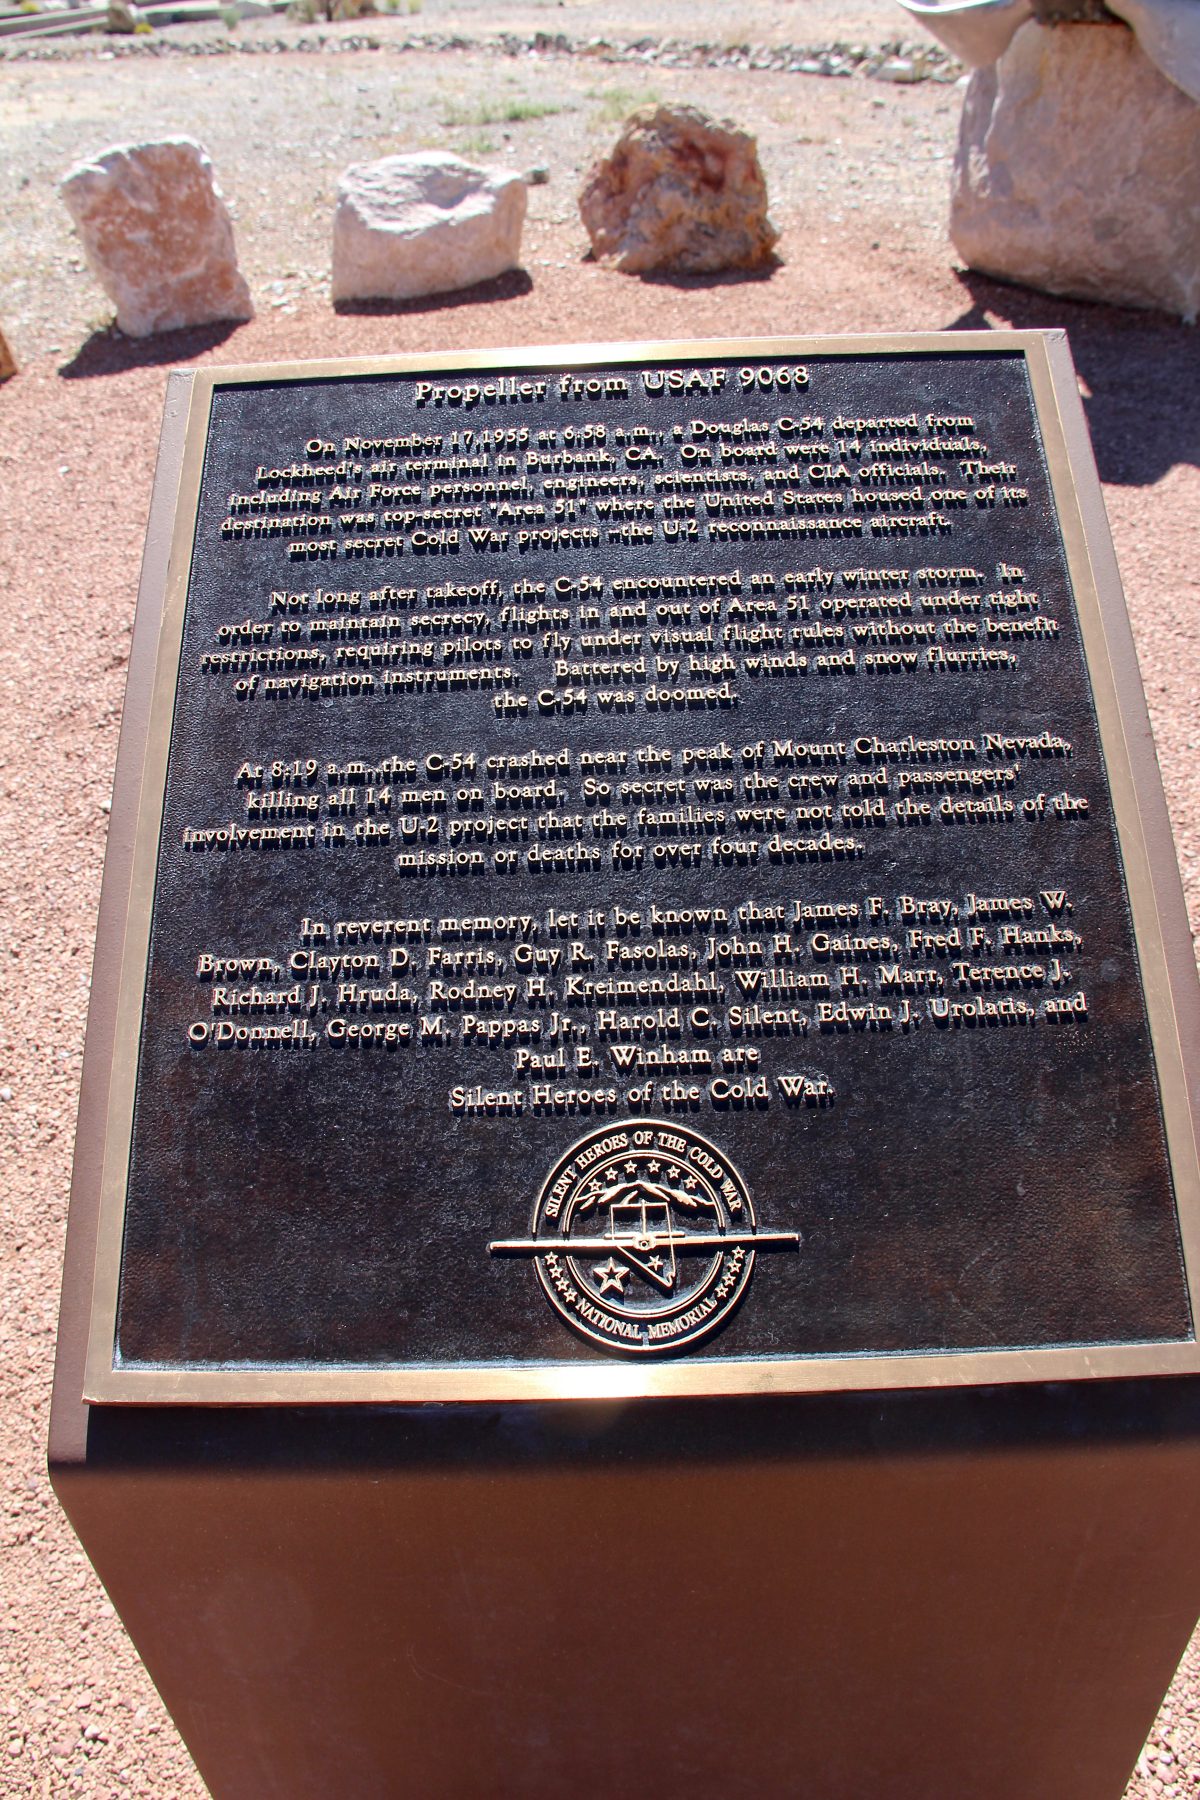 Propeller from USAF 9068
On November 17,1955 at 6:58 a.m., a Douglas C-54 departed from
Lockheed's air terminal in Burbank, CA. On board were 14 individuals,
including Air Force personnel, engineers, scientists, and CIA officials. Their
destination was top-secret "Area 51" where the United States housed one of its
most secret Cold War projects --the U-2 reconnaissance aircraft.
Not long after takeoff, the C-54 encountered an early winter storm. In
order to maintain secrecy, flights in and out of Area 51 operated under tight
restrictions, requiring pilots to fly under visual flight rules without the benefit
of navigation instruments. Battered by high winds and snow flurries,
the C-54 was doomed.
At 8:19 a.m., the C-54 crashed near the peak of Mount Charleston Nevada,
killing all 14 men on board. So secret was the crew and passengers'
involvement in the U-2 project that the families were not told the details of the
mission or deaths for over four decades.
In reverent memory, let it be known that James F. Bray, James W.
Brown, Clayton D. Farris, Guy R. Fasolas, John H. Gaines, Fred F. Hanks,
Richard J. Hruda, Rodney H. Kreimendahl, William H. Marr, Terence J.
O'Donnell, George M. Pappas Jr., Harold C. Silent, Edwin J. Urolatis, and
Paul E. Winham are
Silent Heroes of the Cold War.
SILENT HEROES OF THE COLD WAR
NATIONAL MEMORIAL